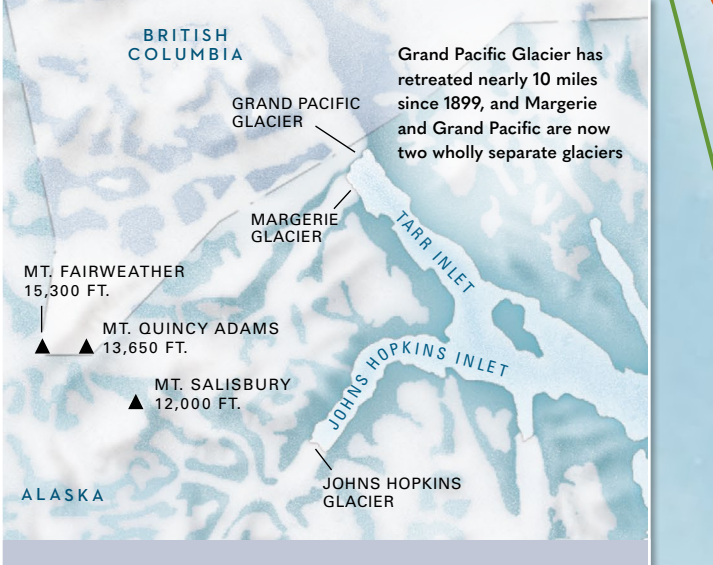 BRITISH
COLUMBIA
Grand Pacific Glacier has
retreated nearly 10 miles
since 1899, and Margerie
and Grand Pacific are now
two wholly separate glaciers
GRAND PACIFIC
GLACIER
MARGERIE
GLACIER
TARR INLET
MT. FAIRWEATHER
15,300 FT.
MT. QUINCY ADAMS
13,650 FT.
JOHNS HOPKINS INLET
MT. SALISBURY
12,000 FT.
JOHNS HOPKINS
GLACIER
ALASKA